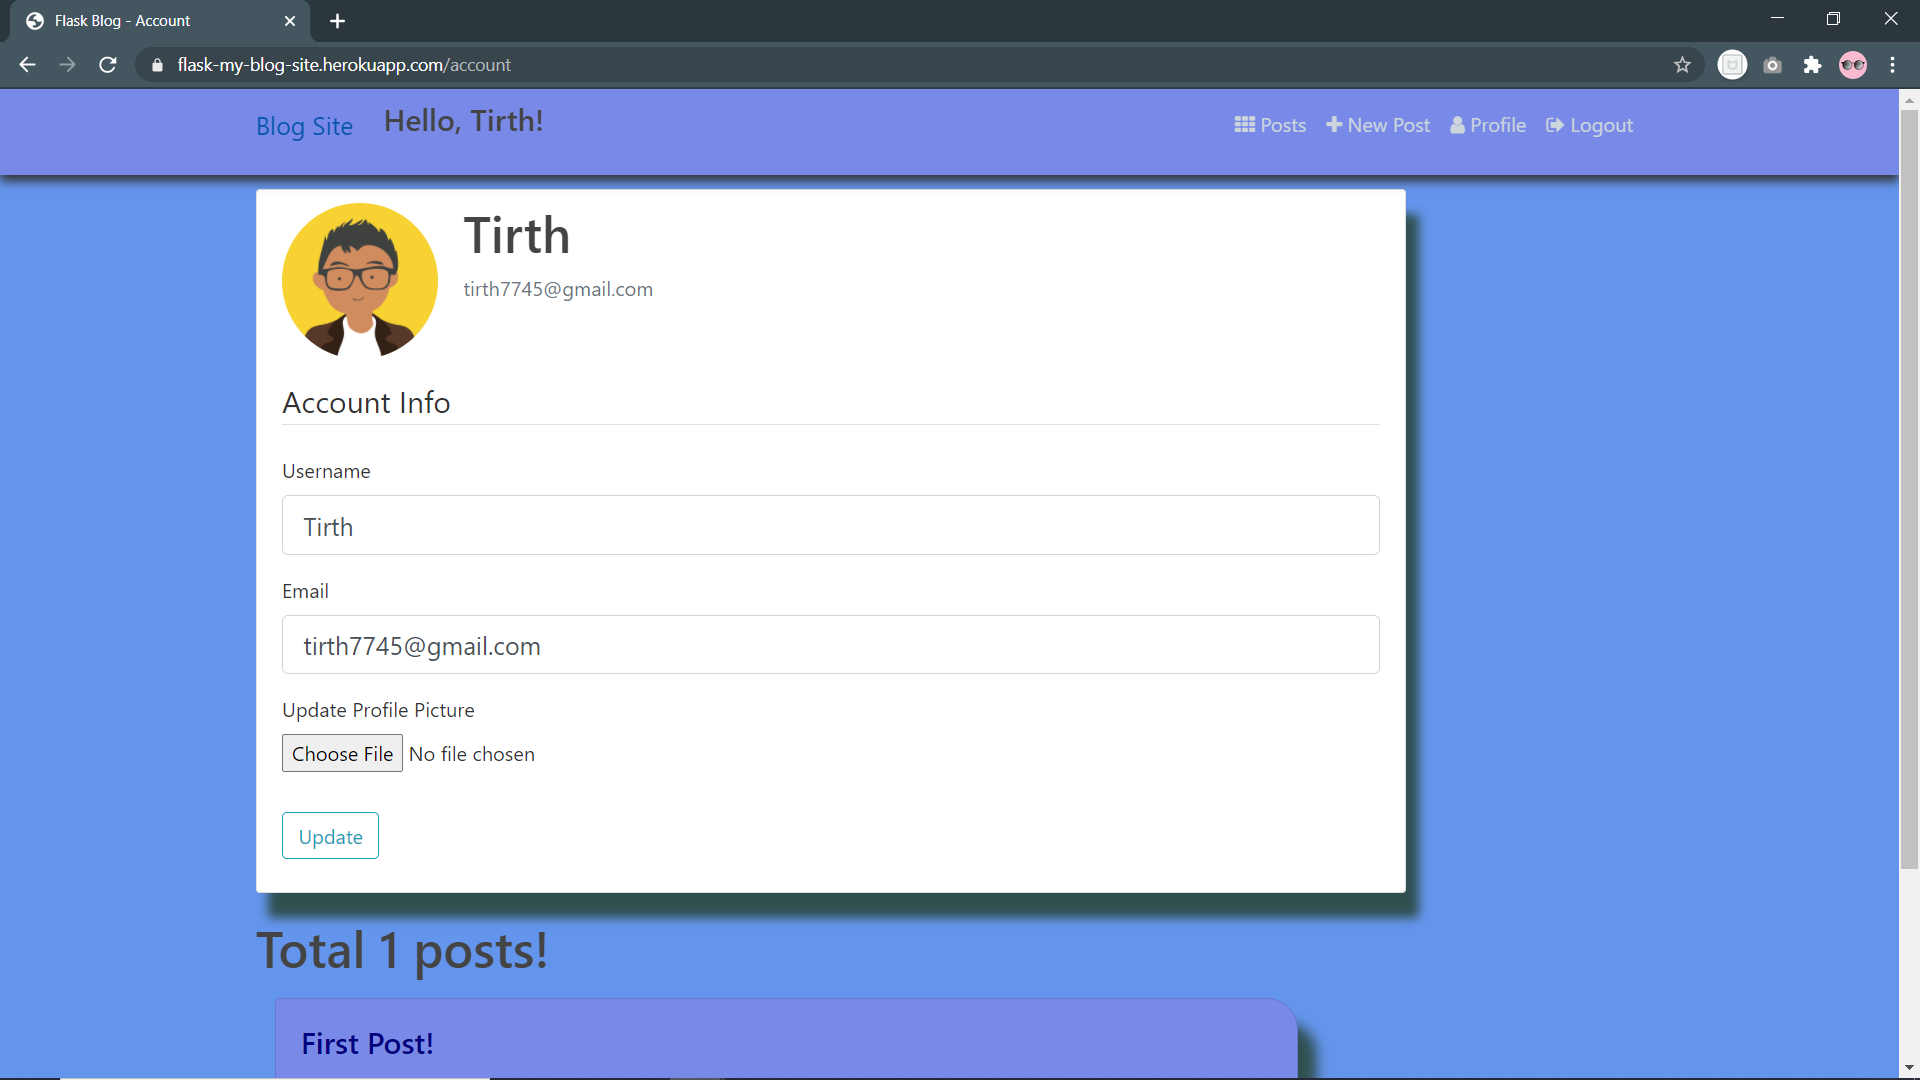 Flask Blog - Account
flask-my-blog-site.herokuapp.com/account
Blog Site Hello, Tirth! Posts New Post Profile Logout
Tirth
tirth7745@gmail.com
Account Info
Username
Tirth
Email
tirth7745@gmail.com
Update Profile Picture
Choose File No file chosen
Update
Total 1 posts!
First Post!